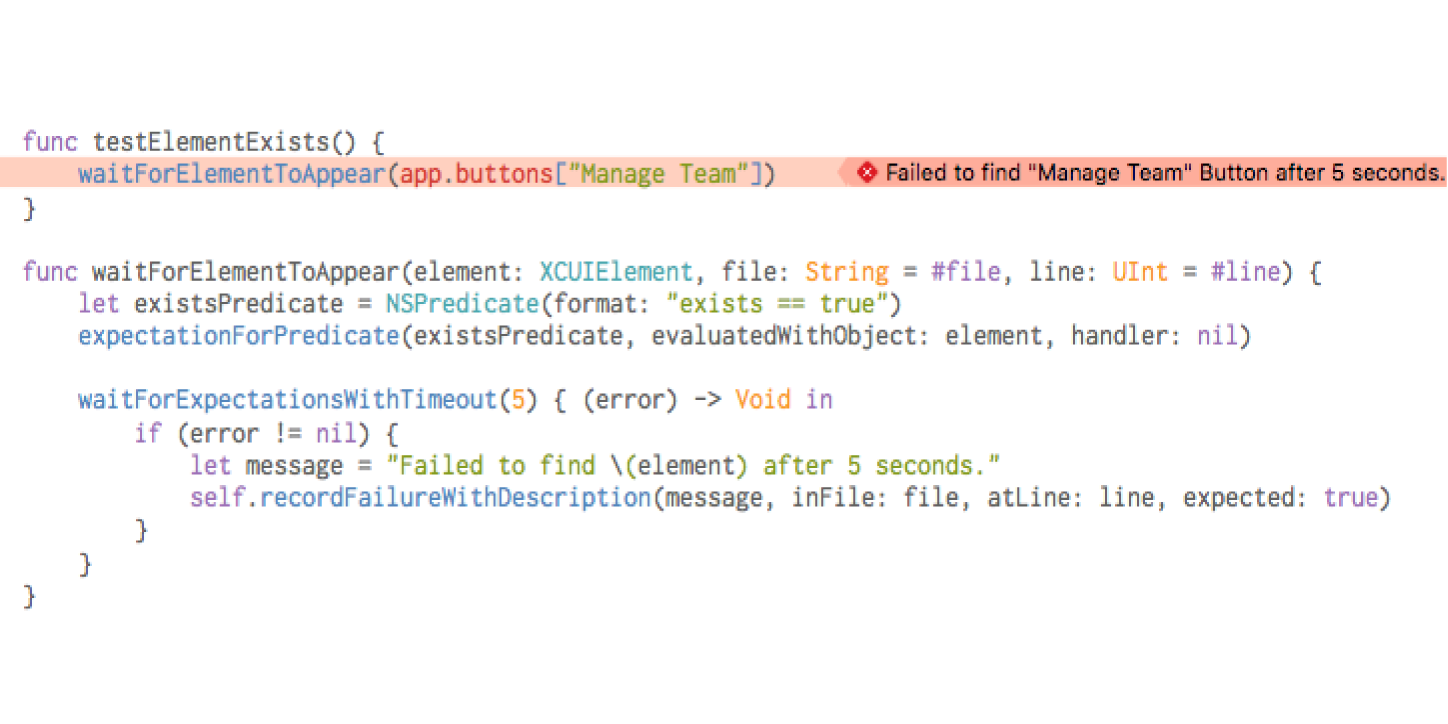 func testElementExists() {
    waitForElementToAppear(app.buttons["Manage Team"]) Failed to find "Manage Team" Button after 5 seconds.
}
func waitForElementToAppear(element: XCUIElement, file: String = #file, line: UInt = #line) {
    let existsPredicate = NSPredicate(format: "exists == true")
    expectationForPredicate(existsPredicate, evaluatedWithObject: element, handler: nil)
    waitForExpectationsWithTimeout(5) { (error) -> Void in
        if (error != nil) {
            let message = "Failed to find \(element) after 5 seconds."
            self.recordFailureWithDescription(message, inFile: file, atLine: line, expected: true)
        }
    }
}